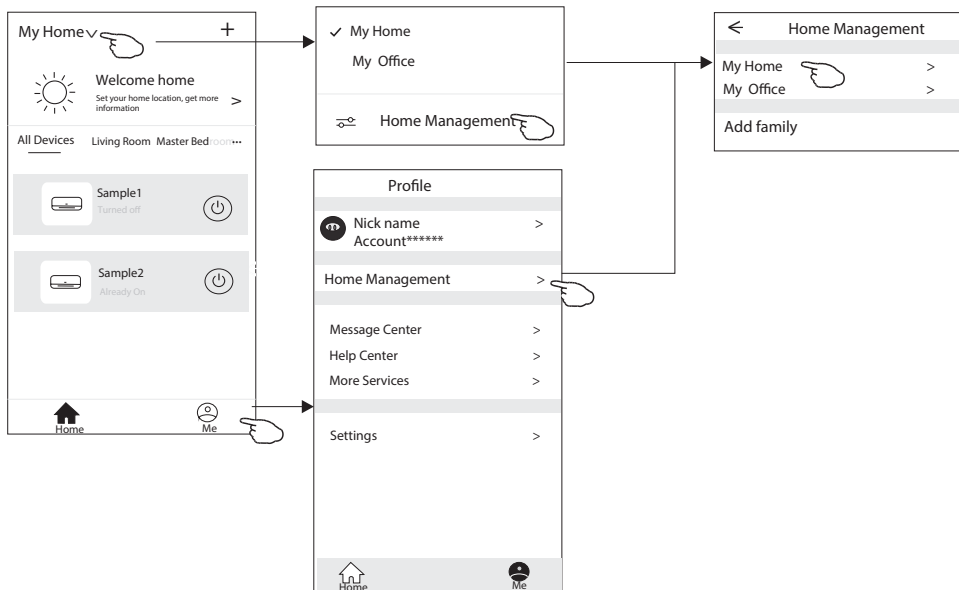 My Home
+
Welcome home
Set your home location, get more
information
>
All Devices Living Room Master Bedroom...
Sample1
Turned off
Sample2
Already On
Home
Me
✓ My Home
My Office
Home Management
Profile
Nick name >
Account******
Home Management >
Message Center >
Help Center >
More Services >
Settings >
Home
Me
Home Management
My Home >
My Office >
Add family